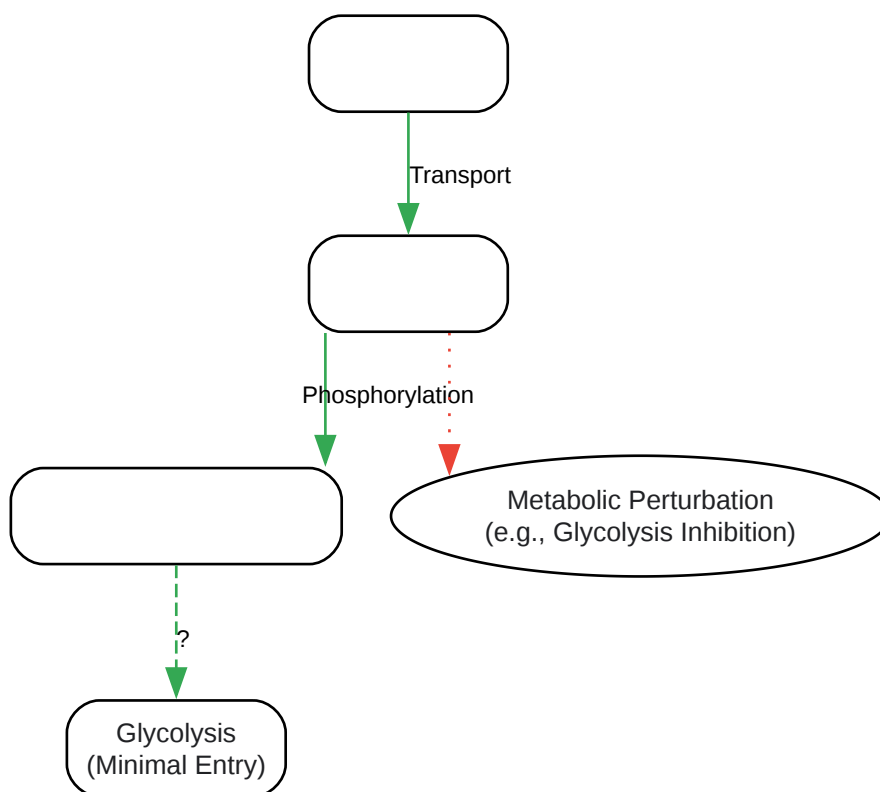 Transport
Phosphorylation
Metabolic Perturbation
(e.g., Glycolysis Inhibition)
?
Glycolysis
(Minimal Entry)